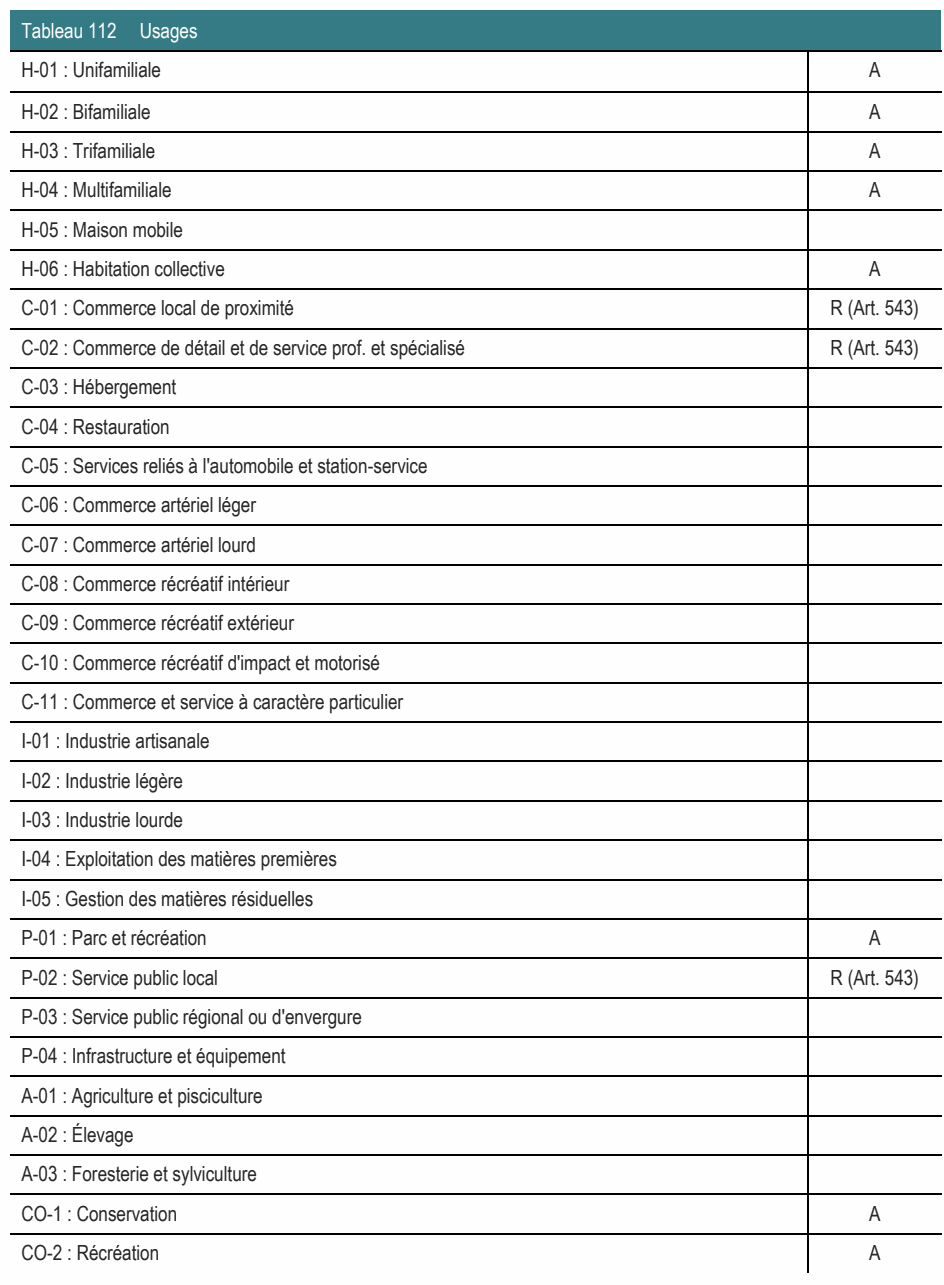 Tableau 112 Usages
H-01 : Unifamiliale A
H-02 : Bifamiliale A
H-03 : Trifamiliale A
H-04 : Multifamiliale A
H-05 : Maison mobile
H-06 : Habitation collective A
C-01 : Commerce local de proximité R (Art. 543)
C-02 : Commerce de détail et de service prof. et spécialisé R (Art. 543)
C-03 : Hébergement
C-04 : Restauration
C-05 : Services reliés à l'automobile et station-service
C-06 : Commerce artériel léger
C-07 : Commerce artériel lourd
C-08 : Commerce récréatif intérieur
C-09 : Commerce récréatif extérieur
C-10 : Commerce récréatif d'impact et motorisé
C-11 : Commerce et service à caractère particulier
I-01 : Industrie artisanale
I-02 : Industrie légère
I-03 : Industrie lourde
I-04 : Exploitation des matières premières
I-05 : Gestion des matières résiduelles
P-01 : Parc et récréation A
P-02 : Service public local R (Art. 543)
P-03 : Service public régional ou d'envergure
P-04 : Infrastructure et équipement
A-01 : Agriculture et pisciculture
A-02 : Élevage
A-03 : Foresterie et sylviculture
CO-1 : Conservation A
CO-2 : Récréation A